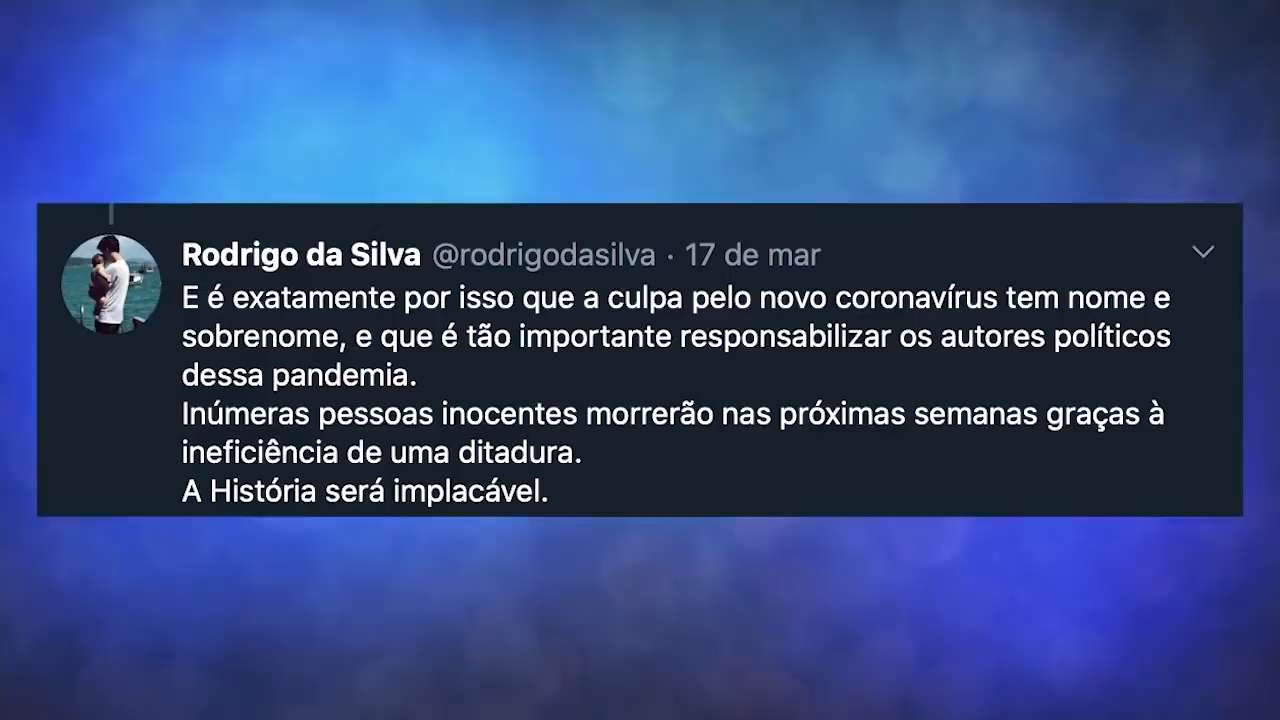 Rodrigo da Silva @rodrigodasilva · 17 de mar
E é exatamente por isso que a culpa pelo novo coronavírus tem nome e
sobrenome, e que é tão importante responsabilizar os autores políticos
dessa pandemia.
Inúmeras pessoas inocentes morrerão nas próximas semanas graças à
ineficiência de uma ditadura.
A História será implacável.